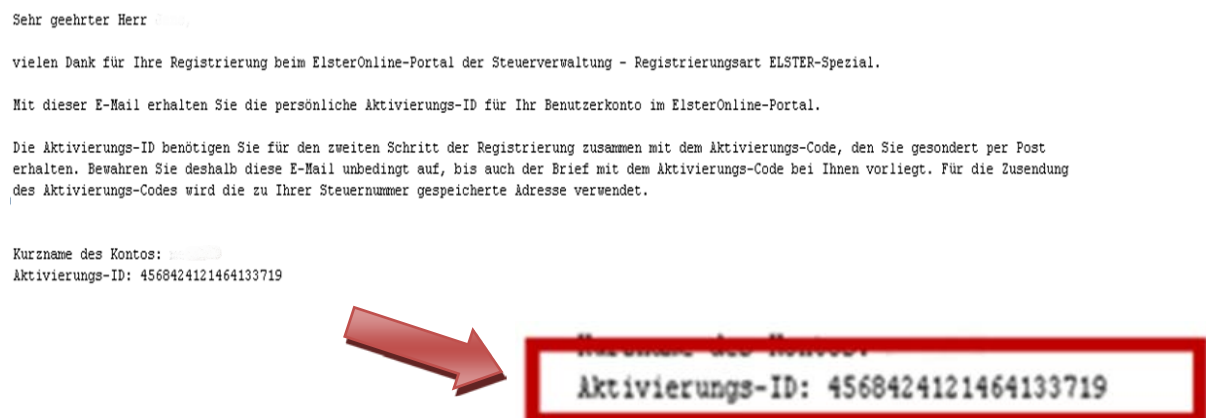 Sehr geehrter Herr
vielen Dank für Ihre Registrierung beim ElsterOnline-Portal der Steuerverwaltung - Registrierungsart ELSTER-Spezial.
Mit dieser E-Mail erhalten Sie die persönliche Aktivierungs-ID für Ihr Benutzerkonto im ElsterOnline-Portal.
Die Aktivierungs-ID benötigen Sie für den zweiten Schritt der Registrierung zusammen mit dem Aktivierungs-Code, den Sie gesondert per Post
erhalten. Bewahren Sie deshalb diese E-Mail unbedingt auf, bis auch der Brief mit dem Aktivierungs-Code bei Ihnen vorliegt. Für die Zusendung
des Aktivierungs-Codes wird die zu Ihrer Steuernummer gespeicherte Adresse verwendet.
Kurzname des Kontos:
Aktivierungs-ID: 4568424121464133719
Kurzname des Kontos:
Aktivierungs-ID: 4568424121464133719